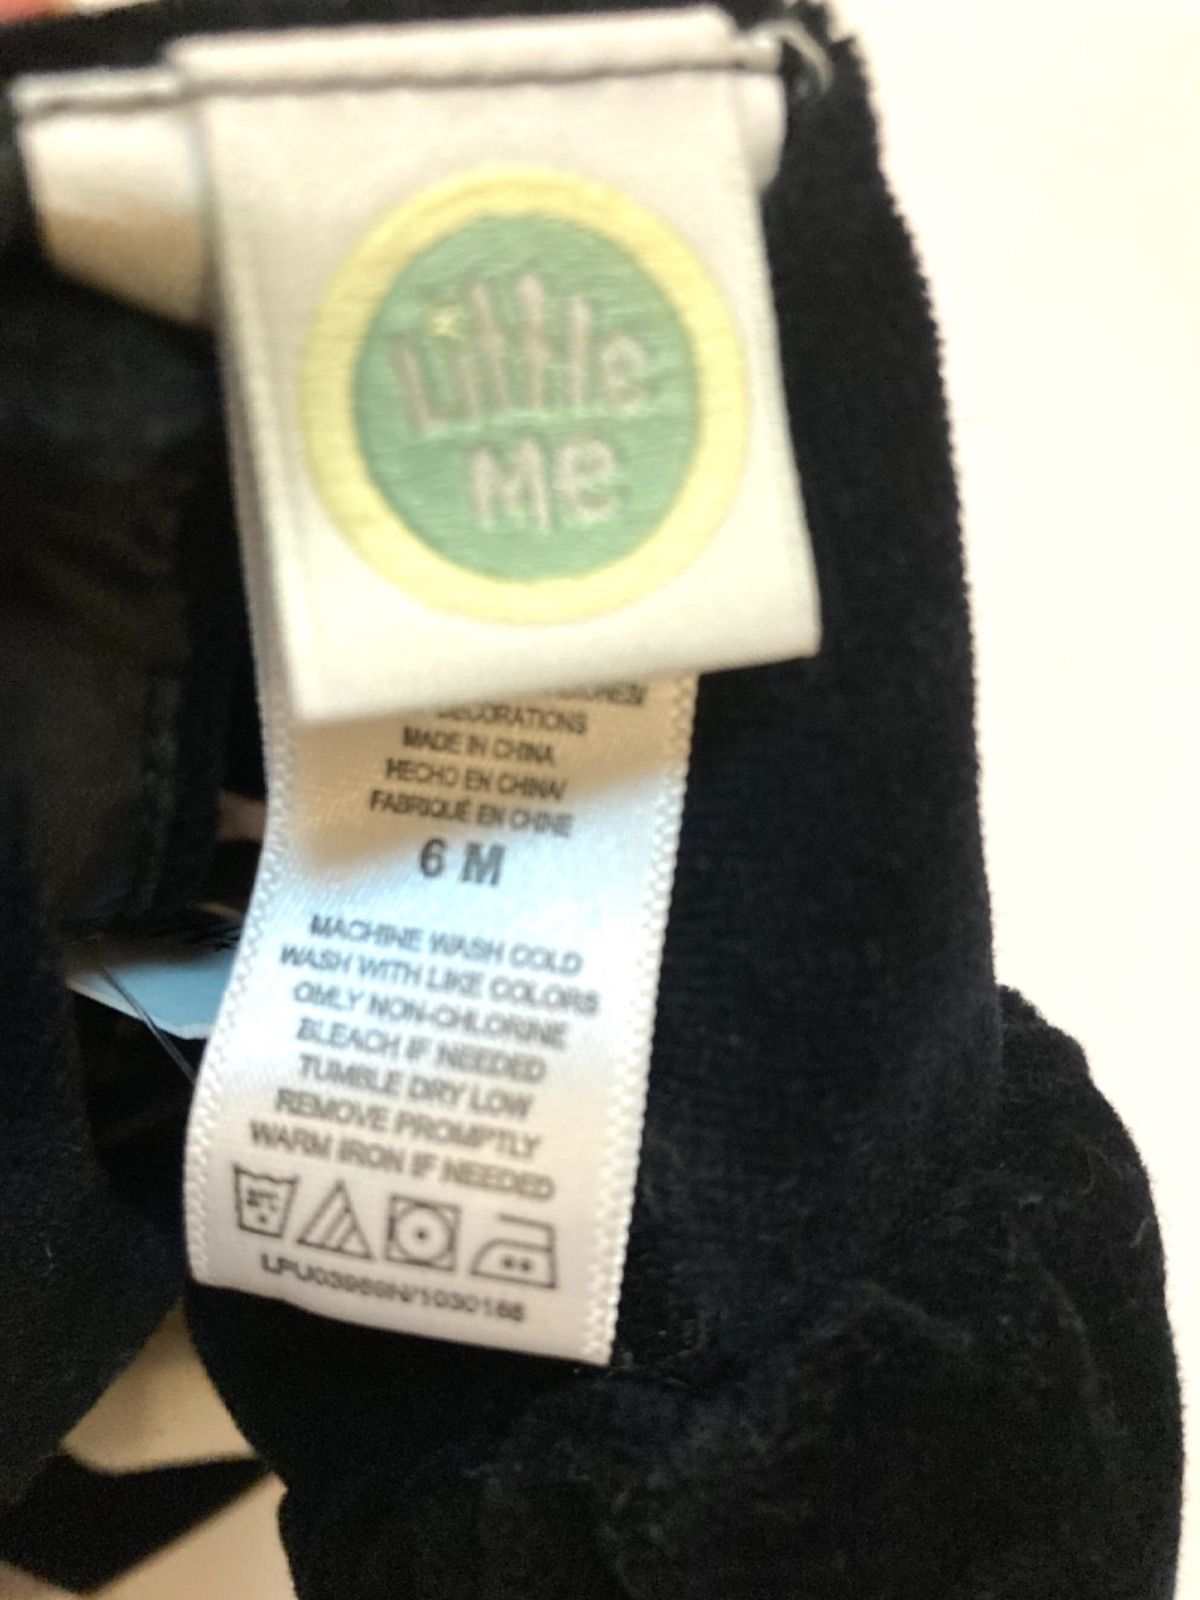 Little
Me
DECORATIONS
MADE IN CHINA
HECHO EN CHINA/
FABRIQUÉ EN CHINE
6 M
MACHINE WASH COLD
WASH WITH LIKE COLORS
ONLY NON-CHLORINE
BLEACH IF NEEDED
TUMBLE DRY LOW
REMOVE PROMPTLY
WARM IRON IF NEEDED